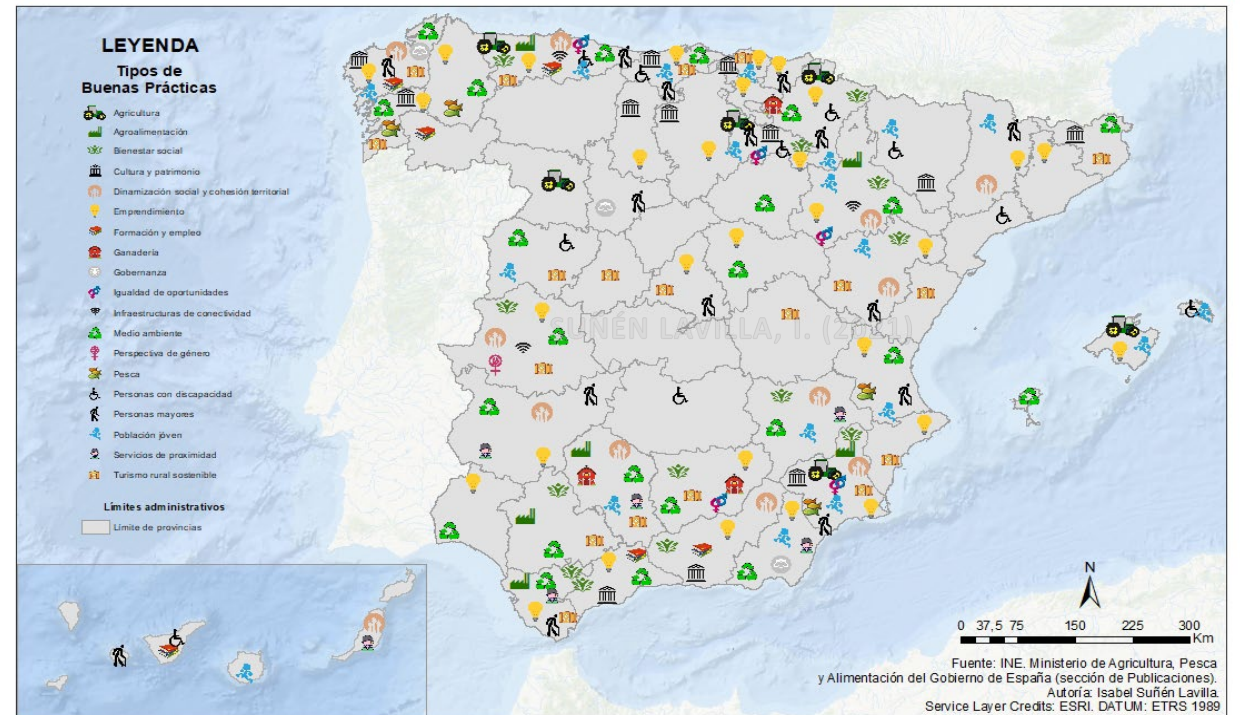 LEYENDA
Tipos de
Buenas Prácticas
Agricultura
Agroalimentación
Bienestar social
Cultura y patrimonio
Dinamización social y cohesión territorial
Emprendimiento
Formación y empleo
Ganadería
Gobernanza
Igualdad de oportunidades
Infraestructuras de conectividad
Medio ambiente
Perspectiva de género
Pesca
Personas con discapacidad
Personas mayores
Población jóven
Servicios de proximidad
Turismo rural sostenible
Límites administrativos
Límite de provincias
SUÑÉN LAVILLA, I. (2021)
N
0 37,5 75 150 225 300
Km
Fuente: INE. Ministerio de Agricultura, Pesca
y Alimentación del Gobierno de España (sección de Publicaciones).
Autoría: Isabel Suñén Lavilla.
Service Layer Credits: ESRI. DATUM: ETRS 1989